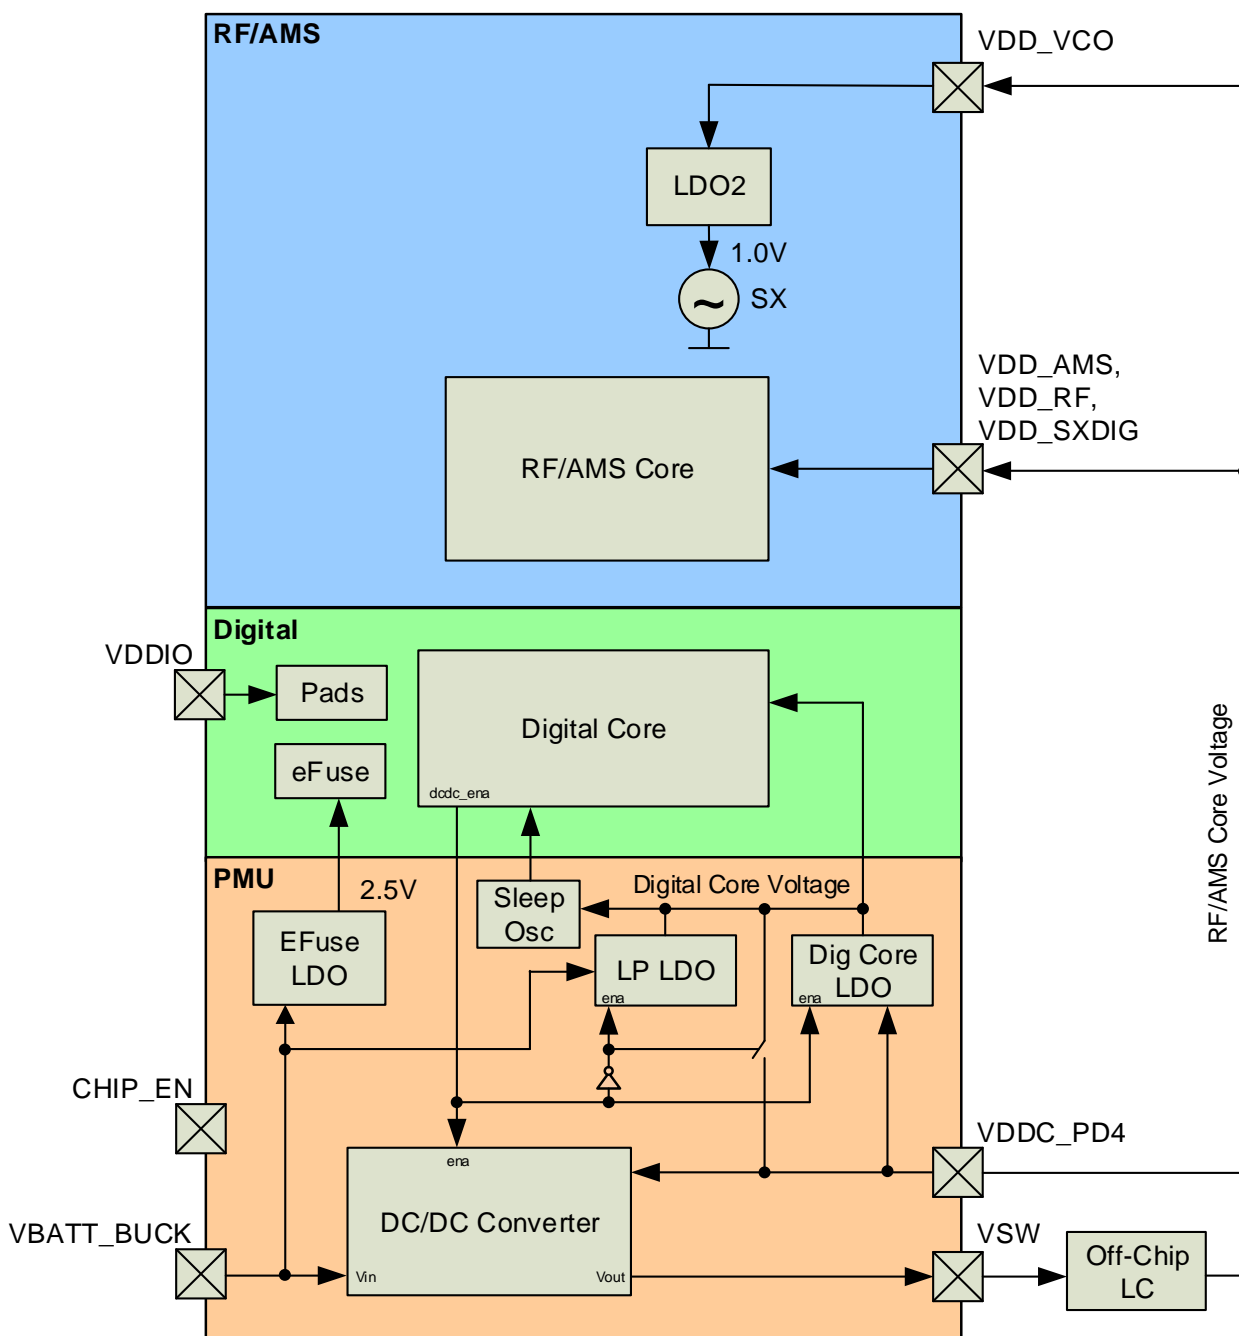 RF/AMS
VDD_VCO
LDO2
1.0V
~
SX
VDD_AMS,
VDD_RF,
VDD_SXDIG
RF/AMS Core
Digital
VDDIO
Pads
Digital Core
eFuse
dcdc_ena
RF/AMS Core Voltage
PMU
2.5V
Digital Core Voltage
Sleep
Osc
EFuse
LDO
LP LDO
ena
Dig Core
LDO
ena
CHIP_EN
VDDC_PD4
ena
DC/DC Converter
VBATT_BUCK
Vin
Vout
VSW
Off-Chip
LC